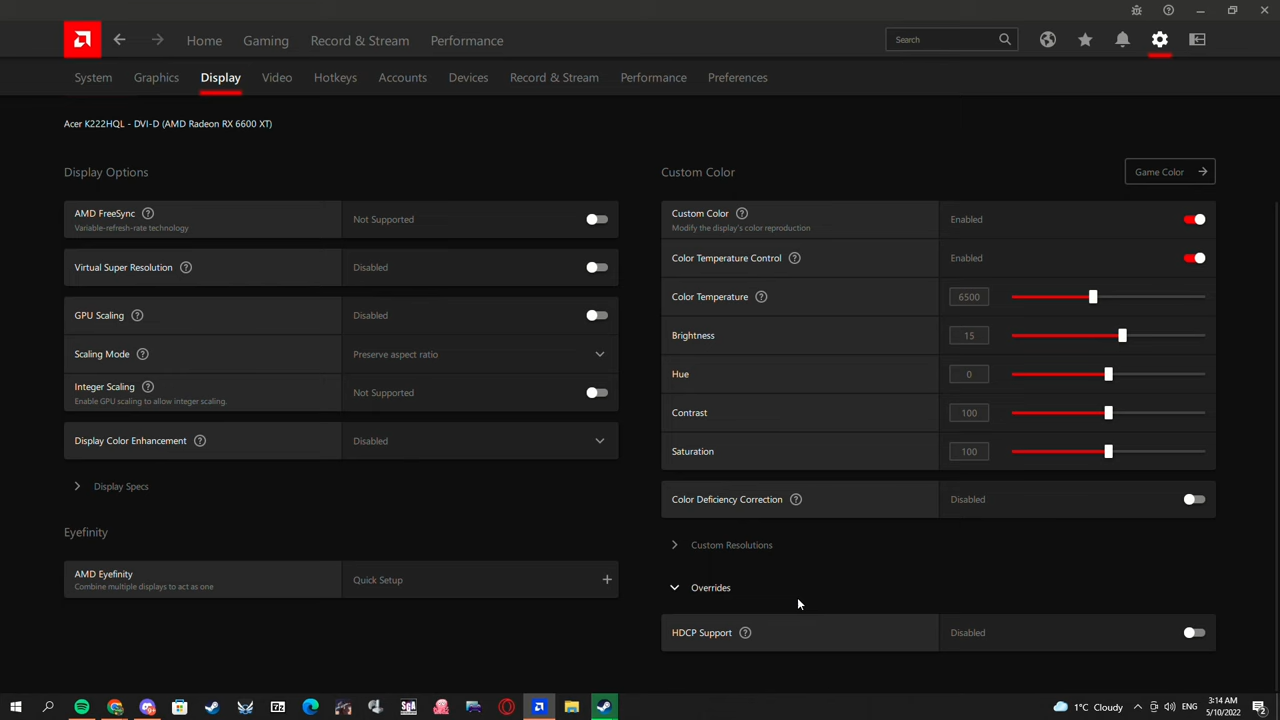 Home Gaming Record & Stream Performance Search
System Graphics Display Video Hotkeys Accounts Devices Record & Stream Performance Preferences
Acer K222HQL - DVI-D (AMD Radeon RX 6600 XT)
Display Options
AMD FreeSync
Variable-refresh-rate technology
Not Supported
Virtual Super Resolution
Disabled
GPU Scaling
Disabled
Scaling Mode
Preserve aspect ratio
Integer Scaling
Enable GPU scaling to allow integer scaling.
Not Supported
Display Color Enhancement
Disabled
Display Specs
Eyefinity
AMD Eyefinity
Combine multiple displays to act as one
Quick Setup
Custom Color
Game Color
Custom Color
Modify the display's color reproduction
Enabled
Color Temperature Control
Enabled
Color Temperature
6500
Brightness
15
Hue
0
Contrast
100
Saturation
100
Color Deficiency Correction
Disabled
Custom Resolutions
Overrides
HDCP Support
Disabled
1°C Cloudy
ENG
3:14 AM
5/10/2022
2